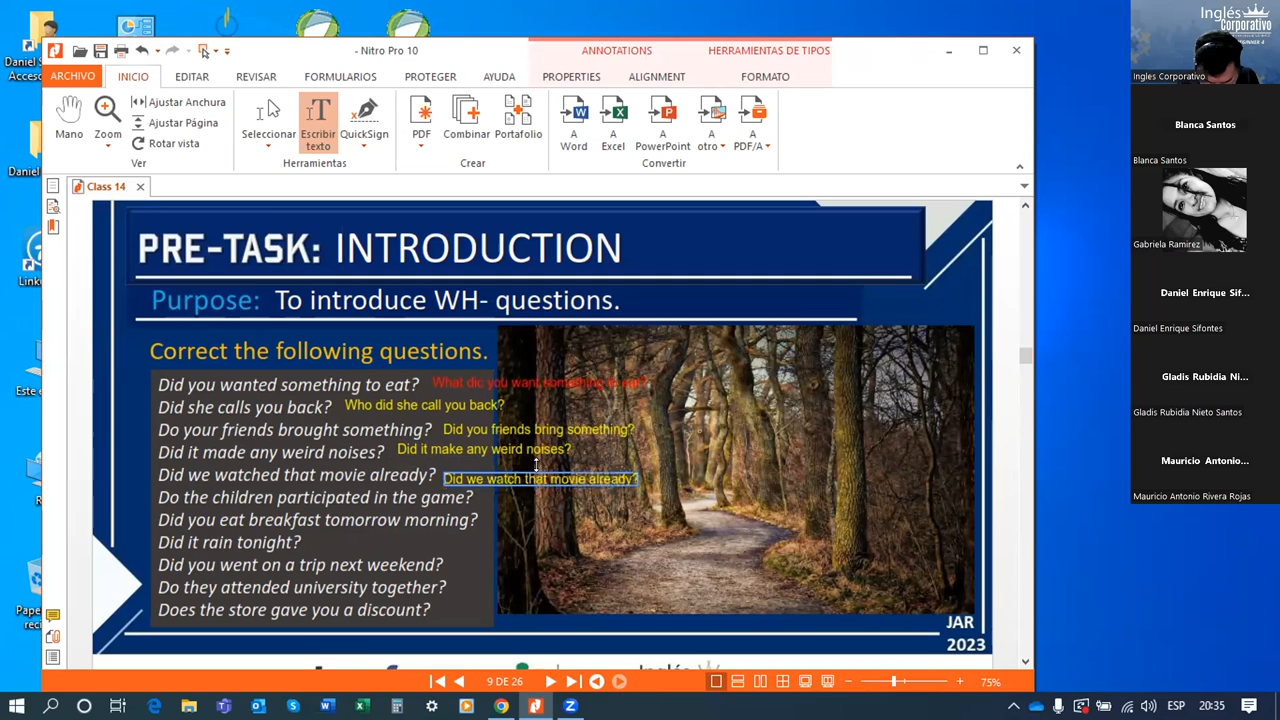 Inglés
Corporativo
BEGINNER 4
Ingles Corporativo
- Nitro Pro 10
ANNOTATIONS
HERRAMIENTAS DE TIPOS
ARCHIVO
INICIO
EDITAR
REVISAR
FORMULARIOS
PROTEGER
AYUDA
PROPERTIES
ALIGNMENT
FORMATO
Mano
Zoom
Ajustar Anchura
Ajustar Página
Rotar vista
Ver
Seleccionar
Escribir texto
QuickSign
Herramientas
PDF
Combinar
Portafolio
Crear
A Word
A Excel
A PowerPoint
A otro
A PDF/A
Convertir
Class 14
PRE-TASK: INTRODUCTION
Purpose: To introduce WH- questions.
Correct the following questions.
Did you wanted something to eat? What dic you want something to eat?
Did she calls you back? Who did she call you back?
Do your friends brought something? Did you friends bring something?
Did it made any weird noises? Did it make any weird noises?
Did we watched that movie already? Did we watch that movie already?
Do the children participated in the game?
Did you eat breakfast tomorrow morning?
Did it rain tonight?
Did you went on a trip next weekend?
Do they attended university together?
Does the store gave you a discount?
JAR
2023
9 DE 26
75%
Blanca Santos
Blanca Santos
Gabriela Ramirez
Daniel Enrique Sif...
Daniel Enrique Sifontes
Gladis Rubidia Ni...
Gladis Rubidia Nieto Santos
Mauricio Antonio...
Mauricio Antonio Rivera Rojas
ESP
20:35